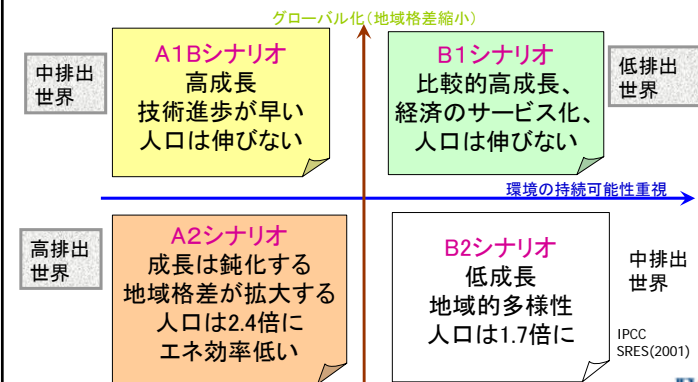 グローバル化(地域格差縮小)
中排出
世界
A1Bシナリオ
高成長
技術進歩が早い
人口は伸びない
B1シナリオ
比較的高成長、
経済のサービス化、
人口は伸びない
低排出
世界
環境の持続可能性重視
高排出
世界
A2シナリオ
成長は鈍化する
地域格差が拡大する
人口は2.4倍に
エネ効率低い
B2シナリオ
低成長
地域的多様性
人口は1.7倍に
中排出
世界
IPCC
SRES(2001)